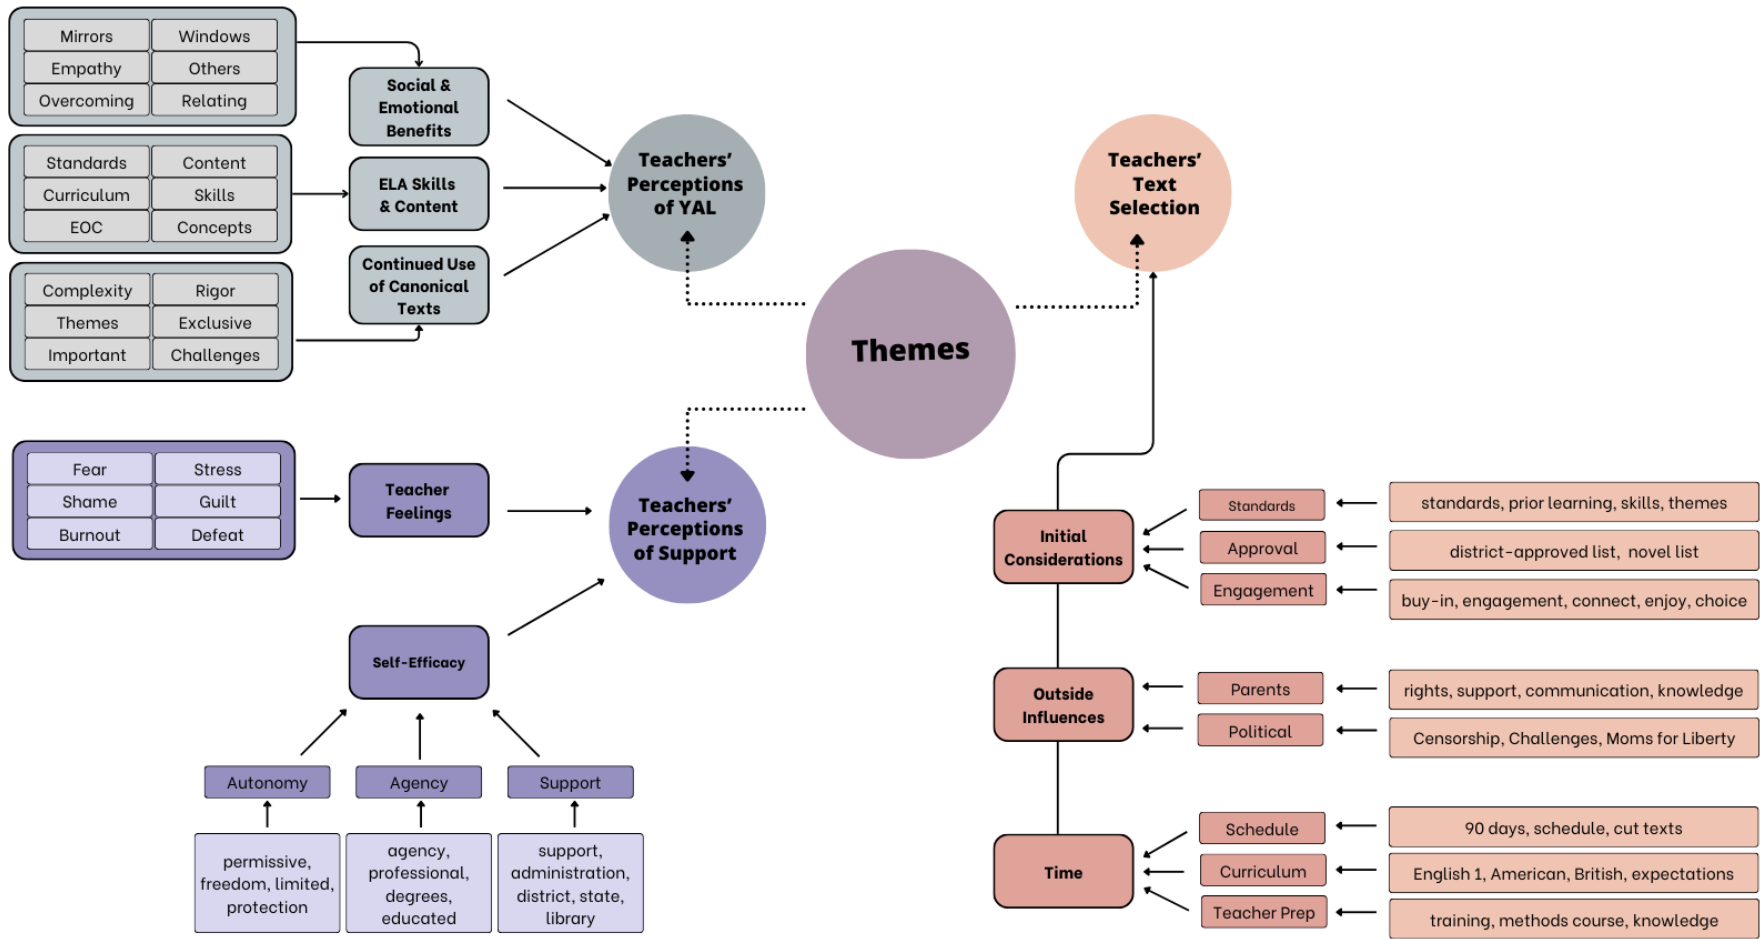 Mirrors
Windows
Empathy
Others
Overcoming
Relating
Social &
Emotional
Benefits
Standards
Content
Curriculum
Skills
EOC
Concepts
ELA Skills
& Content
Complexity
Rigor
Themes
Exclusive
Important
Challenges
Continued Use
of Canonical
Texts
Teachers’
Perceptions
of YAL
Teachers’
Text
Selection
Themes
Fear
Stress
Shame
Guilt
Burnout
Defeat
Teacher
Feelings
Teachers’
Perceptions
of Support
Self-Efficacy
Autonomy
Agency
Support
permissive,
freedom, limited,
protection
agency,
professional,
degrees,
educated
support,
administration,
district, state,
library
Initial
Considerations
Standards
standards, prior learning, skills, themes
Approval
district-approved list, novel list
Engagement
buy-in, engagement, connect, enjoy, choice
Outside
Influences
Parents
rights, support, communication, knowledge
Political
Censorship, Challenges, Moms for Liberty
Time
Schedule
90 days, schedule, cut texts
Curriculum
English 1, American, British, expectations
Teacher Prep
training, methods course, knowledge